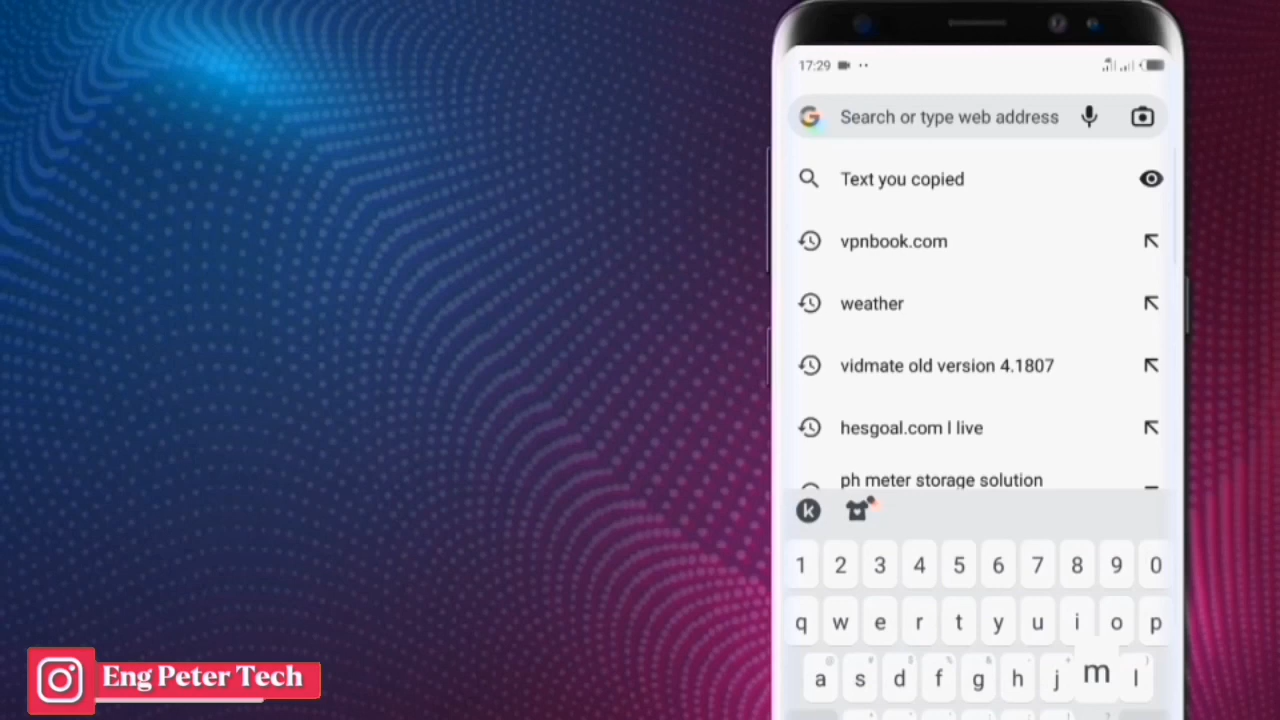 17:29
Search or type web address
Text you copied
vpnbook.com
weather
vidmate old version 4.1807
hesgoal.com l live
ph meter storage solution
k
1 2 3 4 5 6 7 8 9 0
q w e r t y u i o p
a s d f g h j m l
Eng Peter Tech